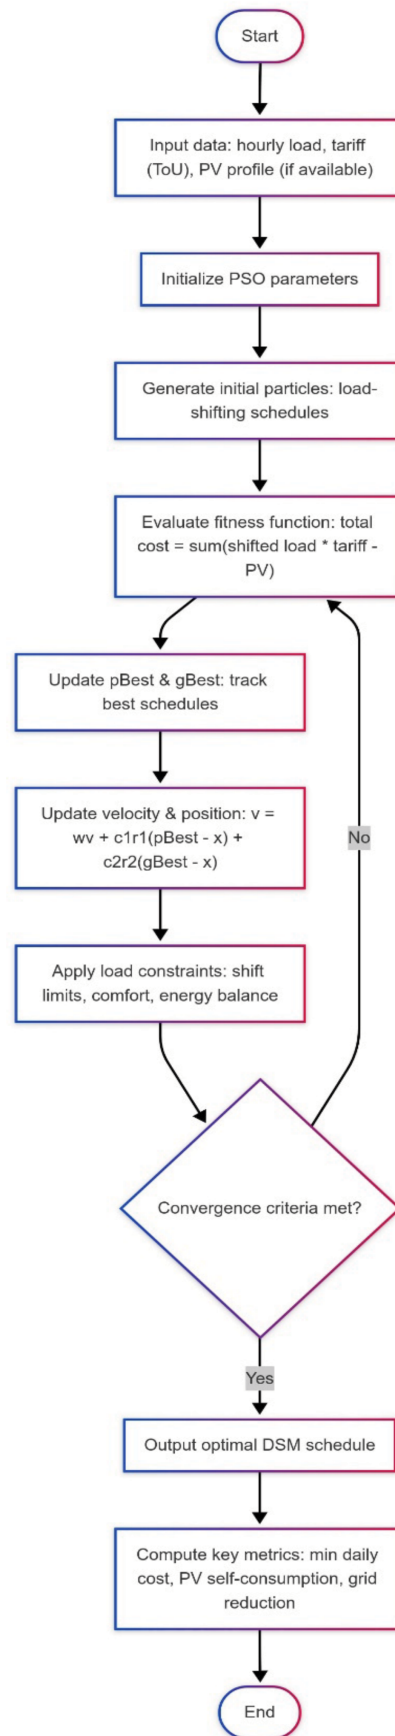 Start
Input data: hourly load, tariff
(ToU), PV profile (if available)
Initialize PSO parameters
Generate initial particles: load-
shifting schedules
Evaluate fitness function: total
cost = sum(shifted load * tariff -
PV)
Update pBest & gBest: track
best schedules
Update velocity & position: v =
wv + c1r1(pBest - x) +
c2r2(gBest - x)
No
Apply load constraints: shift
limits, comfort, energy balance
Convergence criteria met?
Yes
Output optimal DSM schedule
Compute key metrics: min daily
cost, PV self-consumption, grid
reduction
End